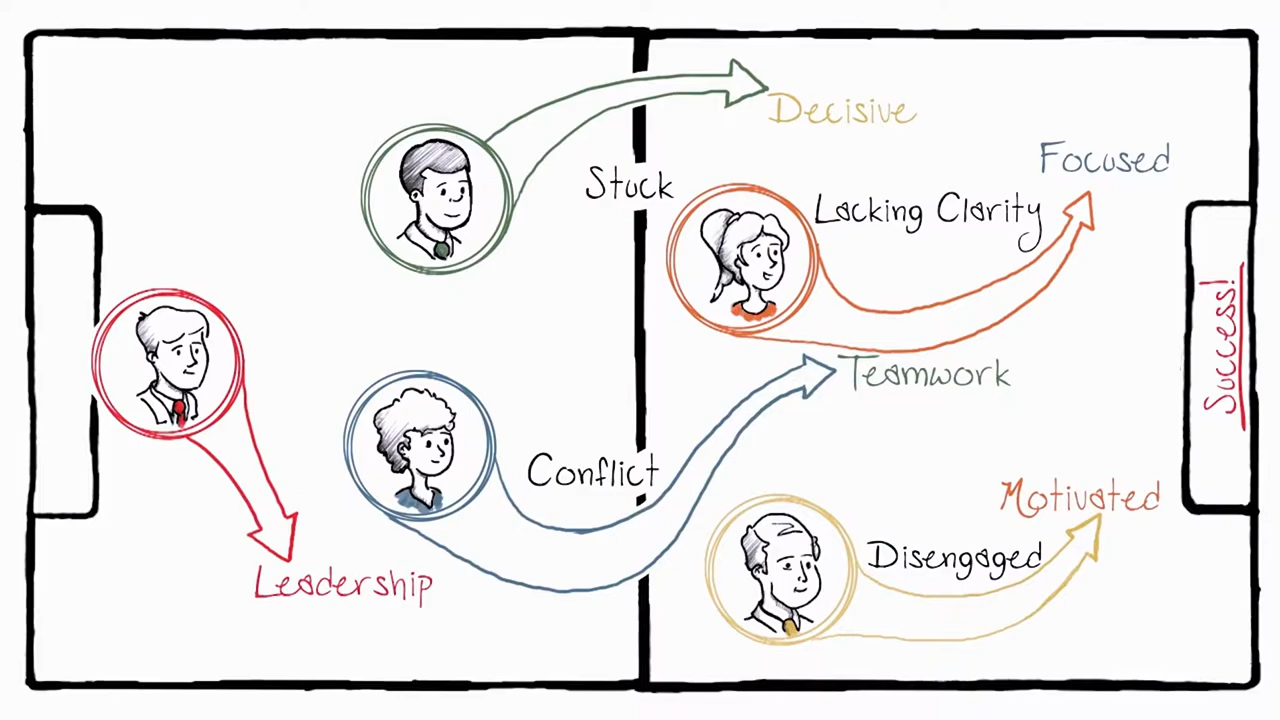 Decisive
Focused
Stuck
Lacking Clarity
Success!
Teamwork
Conflict
Motivated
Disengaged
Leadership